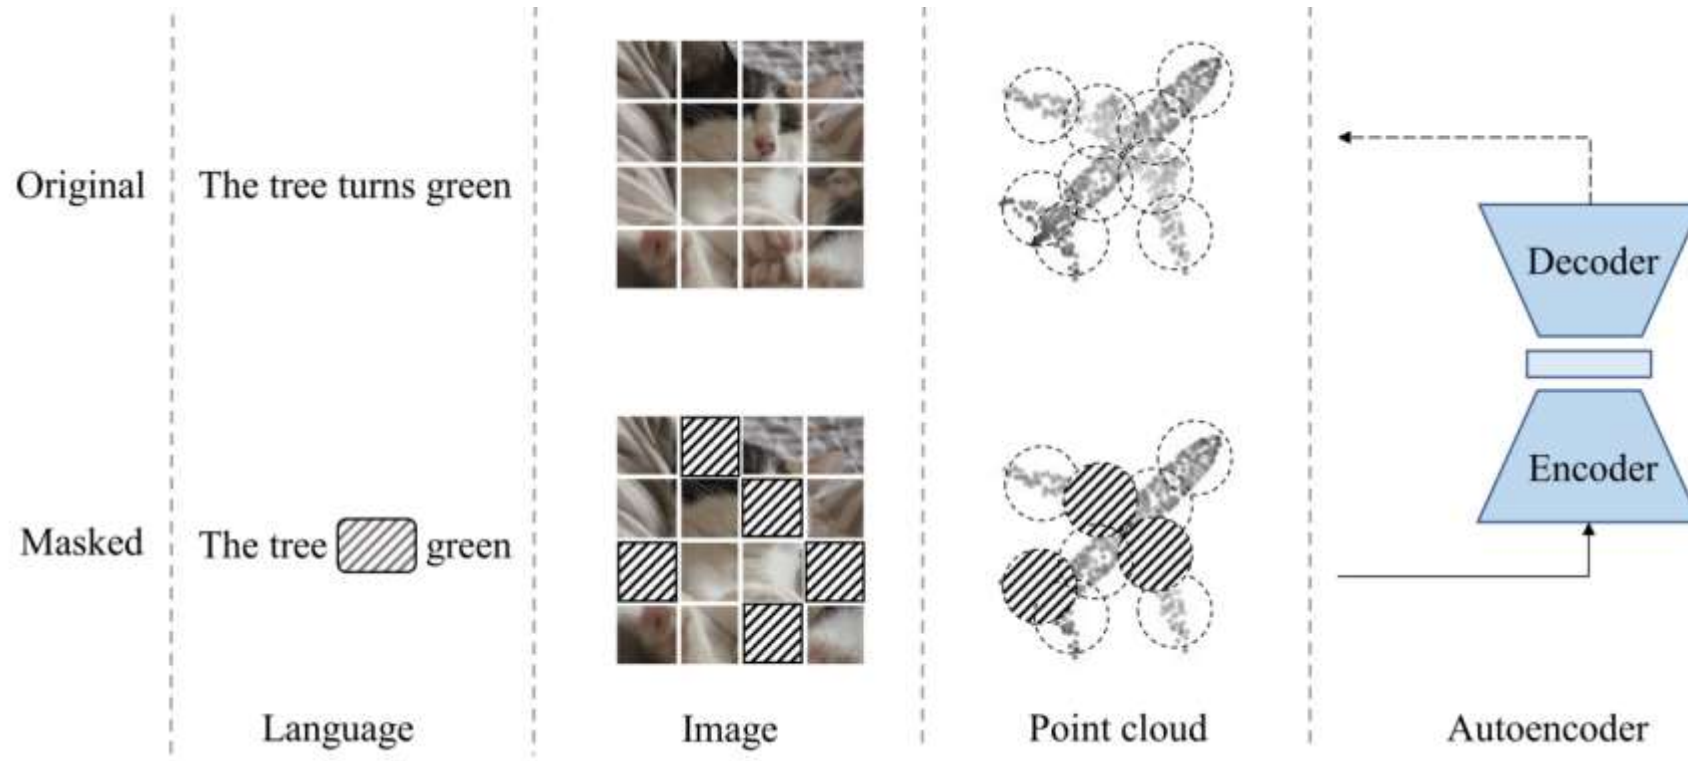 Original
The tree turns green
Decoder
Encoder
Masked
The tree green
Language
Image
Point cloud
Autoencoder